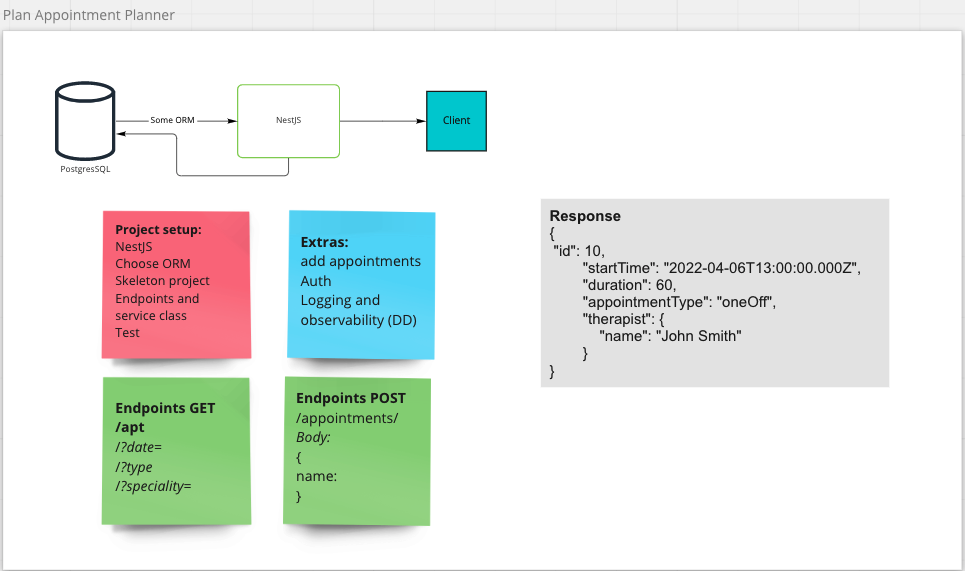 Plan Appointment Planner
Some ORM
NestJS
Client
PostgresSQL
Project setup:
NestJS
Choose ORM
Skeleton project
Endpoints and
service class
Test
Extras:
add appointments
Auth
Logging and
observability (DD)
Endpoints GET
/apt
/?date=
/?type
/?speciality=
Endpoints POST
/appointments/
Body:
{
name:
}
Response
{
"id": 10,
"startTime": "2022-04-06T13:00:00.000Z",
"duration": 60,
"appointmentType": "oneOff",
"therapist": {
"name": "John Smith"
}
}